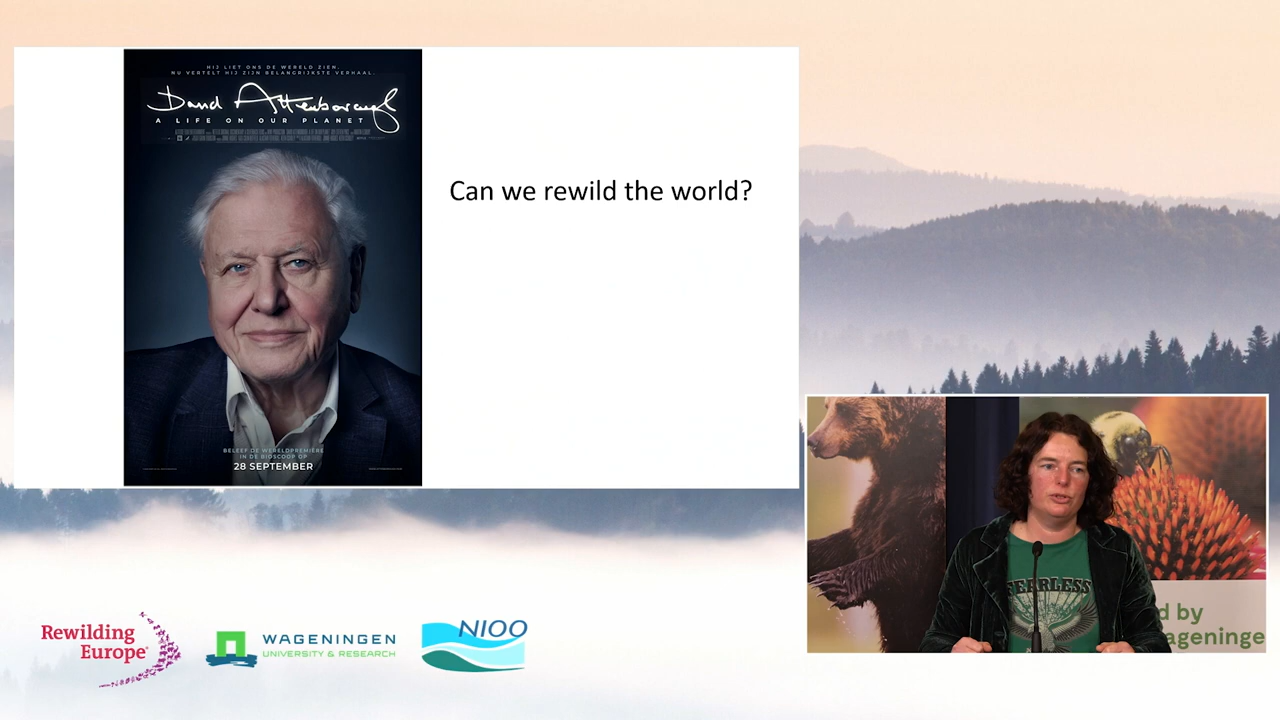 HIJ LIET ONS DE WERELD ZIEN.
NU VERTELT HIJ ZIJN BELANGRIJKSTE VERHAAL.
David Attenborough
A LIFE ON OUR PLANET
Can we rewild the world?
BELEEF DE WERELDPREMIÈRE
IN DE BIOSCOOP OP
28 SEPTEMBER
FEARLESS
d by
ageninge
Rewilding
Europe
WAGENINGEN
UNIVERSITY & RESEARCH
NIOO